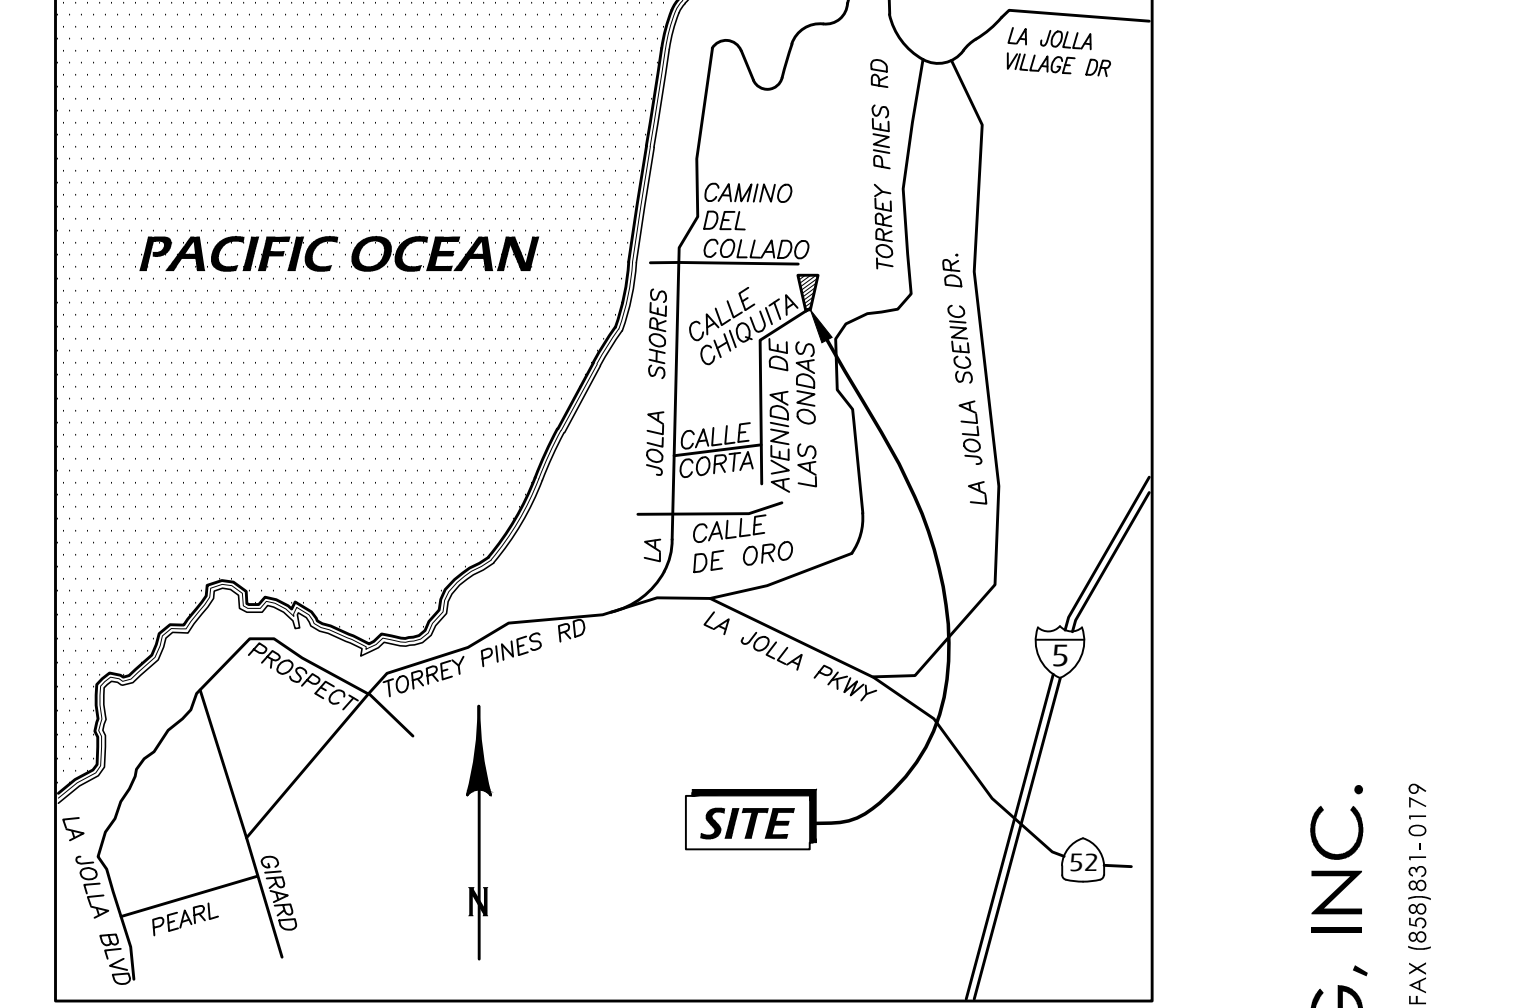 LA JOLLA
VILLAGE DR
TORREY PINES RD
CAMINO
DEL
COLLADO
PACIFIC OCEAN
LA JOLLA SHORES
CALLE
CHIQUITA
AVENIDA DE
LAS ONDAS
LA JOLLA SCENIC DR.
CALLE
CORTA
CALLE
DE ORO
TORREY PINES RD
LA JOLLA PKWY
5
PROSPECT
SITE
52
LA JOLLA BLVD
GIRARD
PEARL
N
G, INC.
FAX (858)831-0179